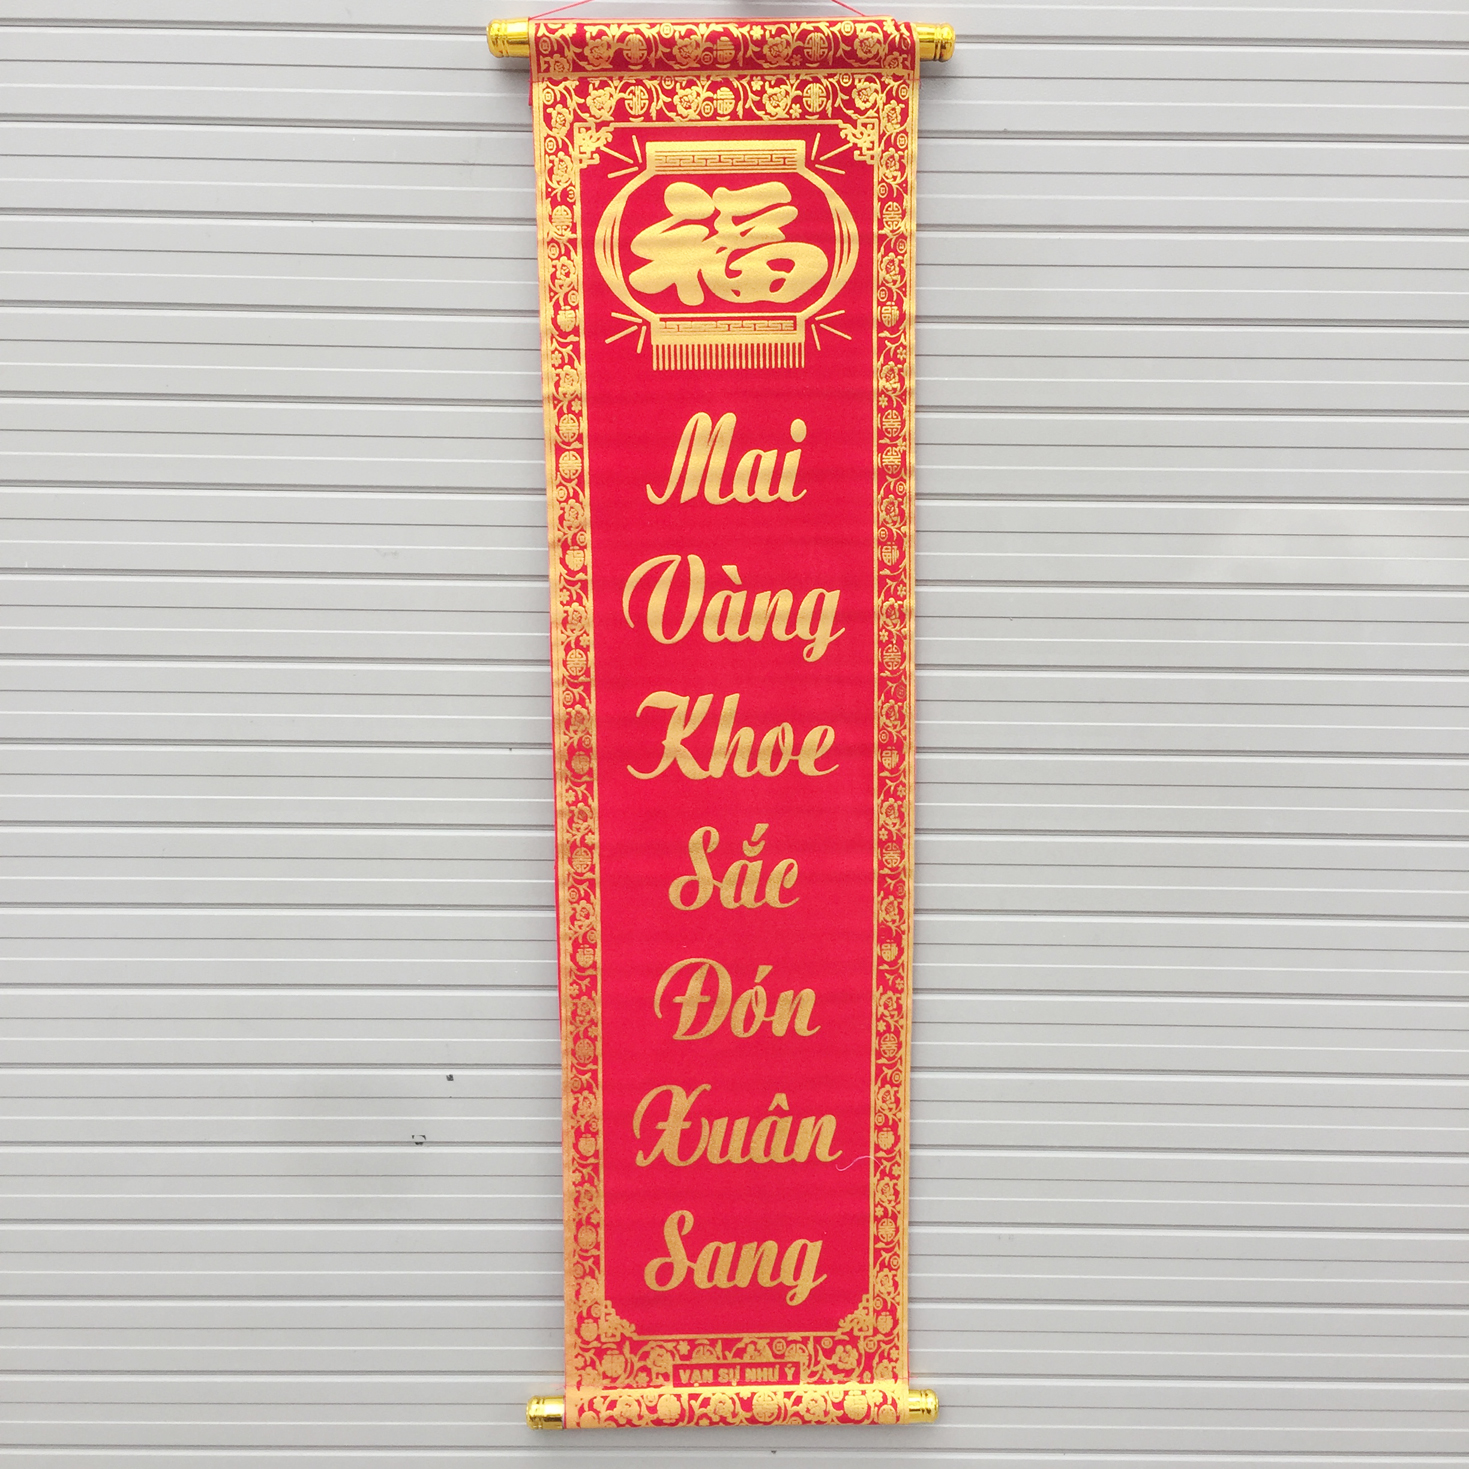 福
Mai
Vàng
Khoe
Sắc
Đón
Xuân
Sang
VẠN SỰ NHƯ Ý